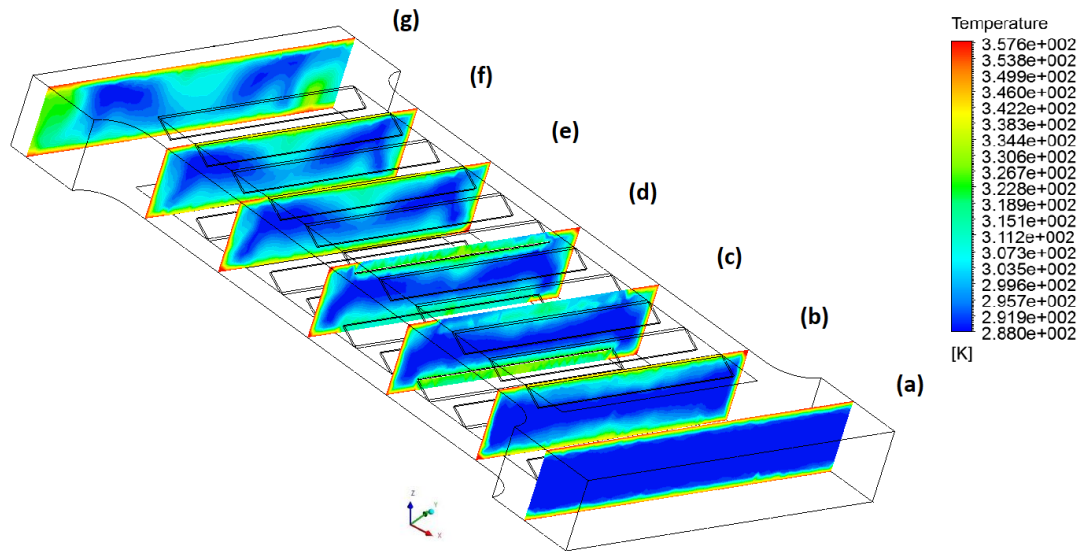 (g)
(f)
(e)
(d)
(c)
(b)
(a)
Temperature
3.576e+002
3.538e+002
3.499e+002
3.460e+002
3.422e+002
3.383e+002
3.344e+002
3.306e+002
3.267e+002
3.228e+002
3.189e+002
3.151e+002
3.112e+002
3.073e+002
3.035e+002
2.996e+002
2.957e+002
2.919e+002
2.880e+002
[K]
Z
Y
X